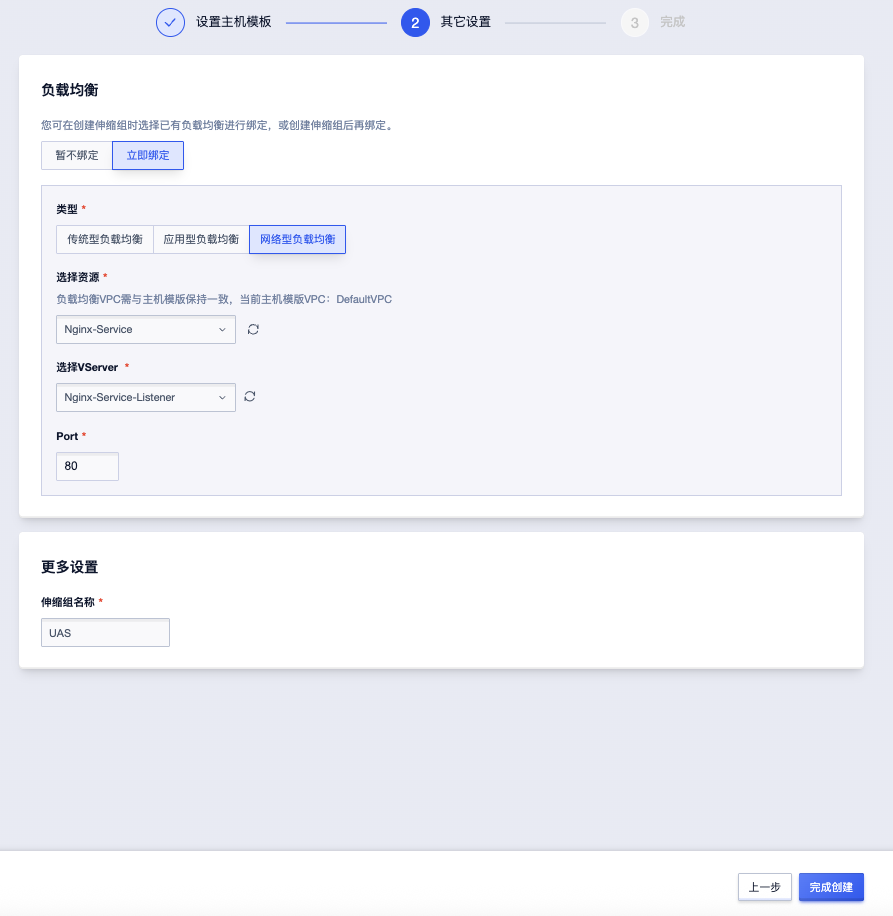 设置主机模板
2
其它设置
3
完成
负载均衡
您可在创建伸缩组时选择已有负载均衡进行绑定，或创建伸缩组后再绑定。
暂不绑定
立即绑定
类型 *
传统型负载均衡
应用型负载均衡
网络型负载均衡
选择资源 *
负载均衡VPC需与主机模版保持一致，当前主机模版VPC：DefaultVPC
Nginx-Service
选择VServer *
Nginx-Service-Listener
Port *
80
更多设置
伸缩组名称 *
UAS
上一步
完成创建